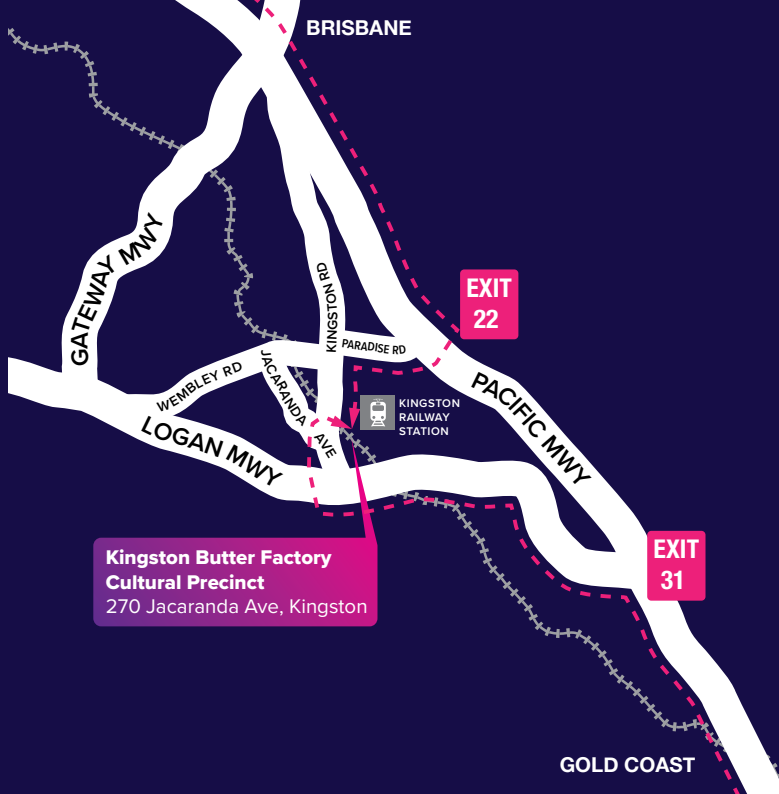 BRISBANE
GATEWAY MWY
KINGSTON RD
EXIT
22
PARADISE RD
WEMBLEY RD
JACARANDA AVE
KINGSTON
RAILWAY
STATION
PACIFIC MWY
LOGAN MWY
Kingston Butter Factory
Cultural Precinct
270 Jacaranda Ave, Kingston
EXIT
31
GOLD COAST